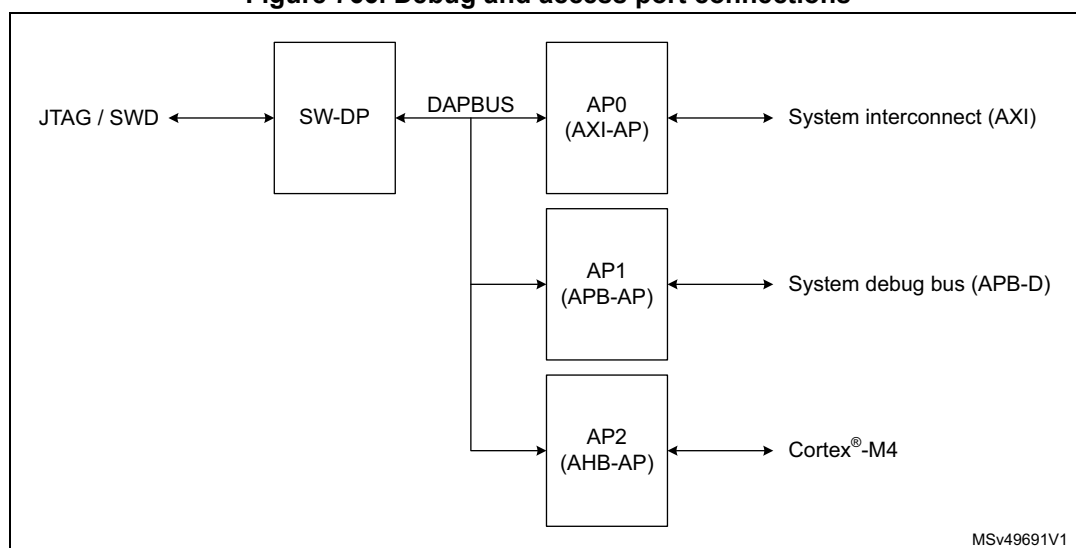 JTAG / SWD
SW-DP
DAPBUS
AP0
(AXI-AP)
System interconnect (AXI)
AP1
(APB-AP)
System debug bus (APB-D)
AP2
(AHB-AP)
Cortex®-M4
MSv49691V1